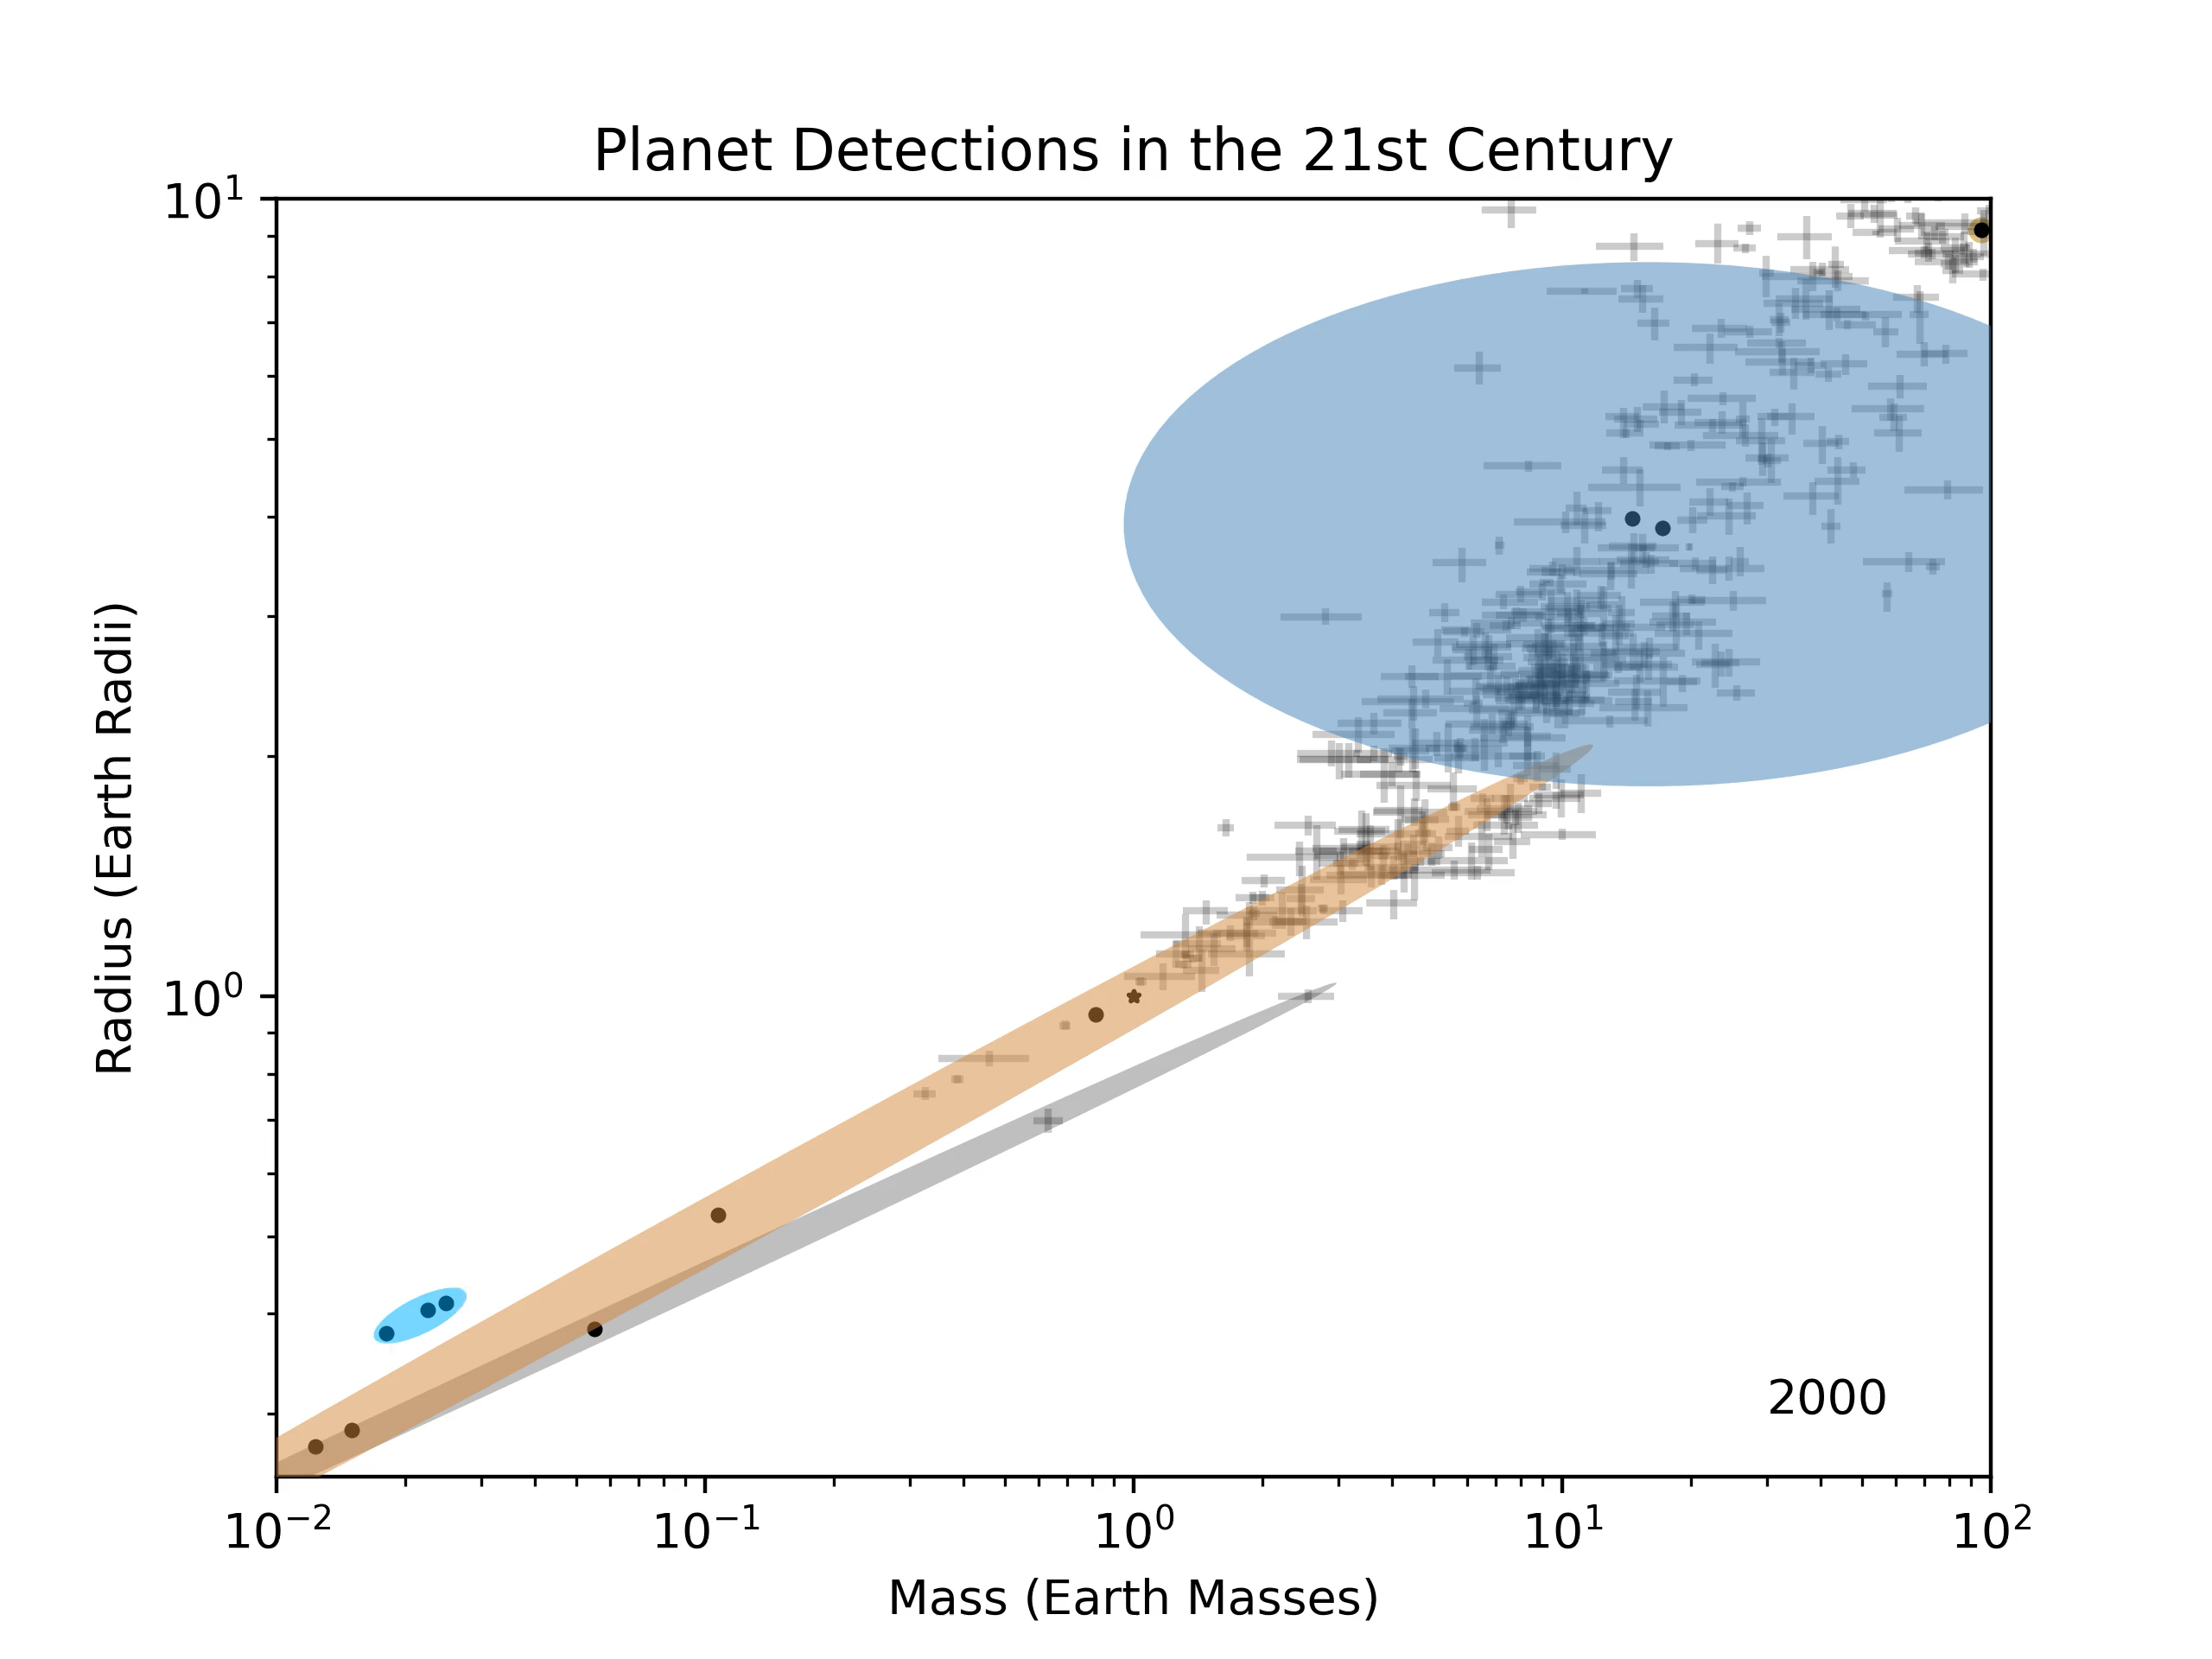 Planet Detections in the 21st Century
10¹
10⁰
Radius (Earth Radii)
2000
10⁻² 10⁻¹ 10⁰ 10¹ 10²
Mass (Earth Masses)